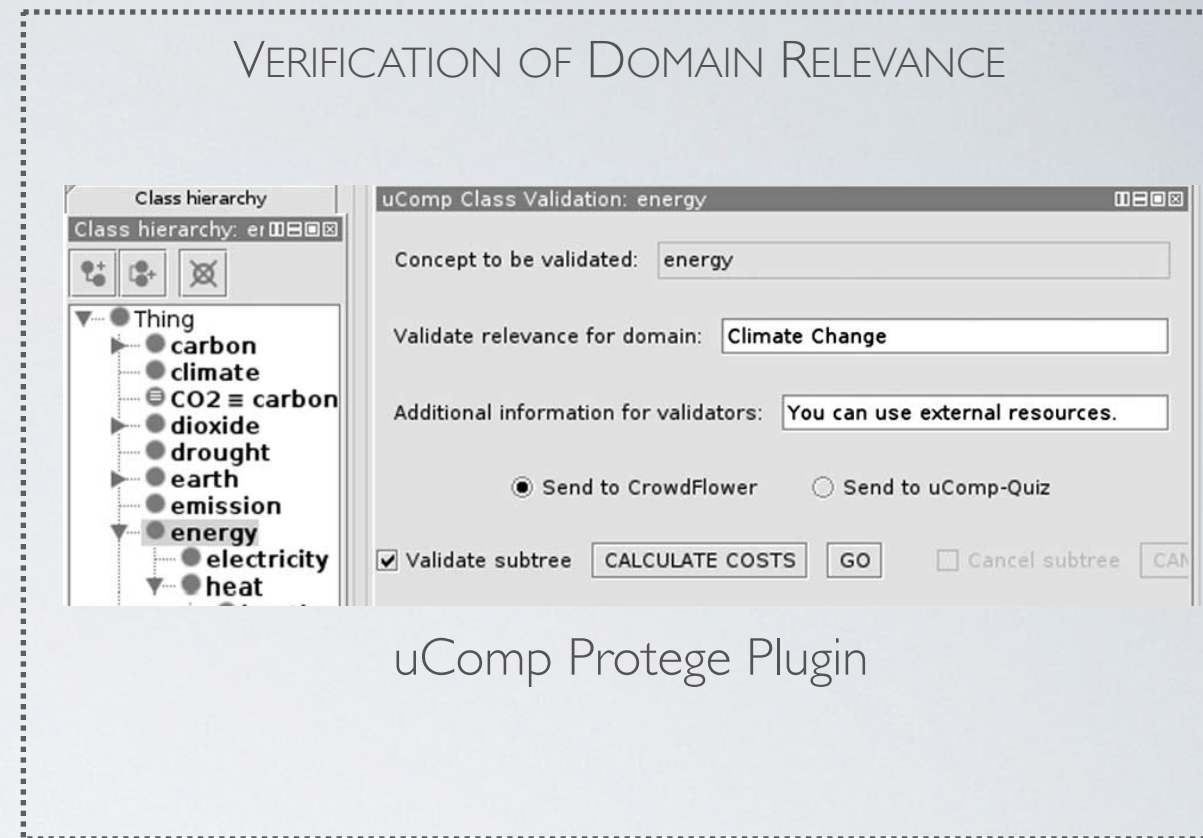 VERIFICATION OF DOMAIN RELEVANCE
Class hierarchy
Class hierarchy: er
Thing
carbon
climate
CO2 ≡ carbon
dioxide
drought
earth
emission
energy
electricity
heat
uComp Class Validation: energy
Concept to be validated: energy
Validate relevance for domain: Climate Change
Additional information for validators: You can use external resources.
Send to CrowdFlower Send to uComp-Quiz
Validate subtree CALCULATE COSTS GO Cancel subtree CAN
uComp Protege Plugin